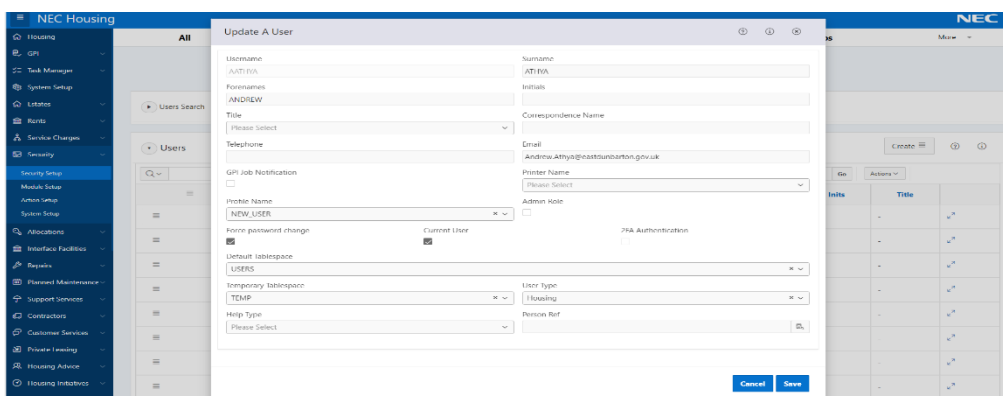 NEC Housing
NEC
Housing
GPI
Task Manager
System Setup
Estates
Rents
Service Charges
Security
Security Setup
Module Setup
Action Setup
System Setup
Allocations
Interface Facilities
Repairs
Planned Maintenance
Support Services
Contractors
Customer Services
Private Leasing
Housing Advice
Housing Initiatives
All
More
Users Search
Users
Create
Go
Actions
Inits
Title
Update A User
Username
Surname
AATHYA
ATHYA
Forenames
Initials
ANDREW
Title
Correspondence Name
Please Select
Telephone
Email
Andrew.Athya@eastdunbarton.gov.uk
GPI Job Notification
Printer Name
Please Select
Profile Name
Admin Role
NEW_USER
Force password change
Current User
2FA Authentication
Default Tablespace
USERS
Temporary Tablespace
User Type
TEMP
Housing
Help Type
Person Ref
Please Select
Cancel
Save